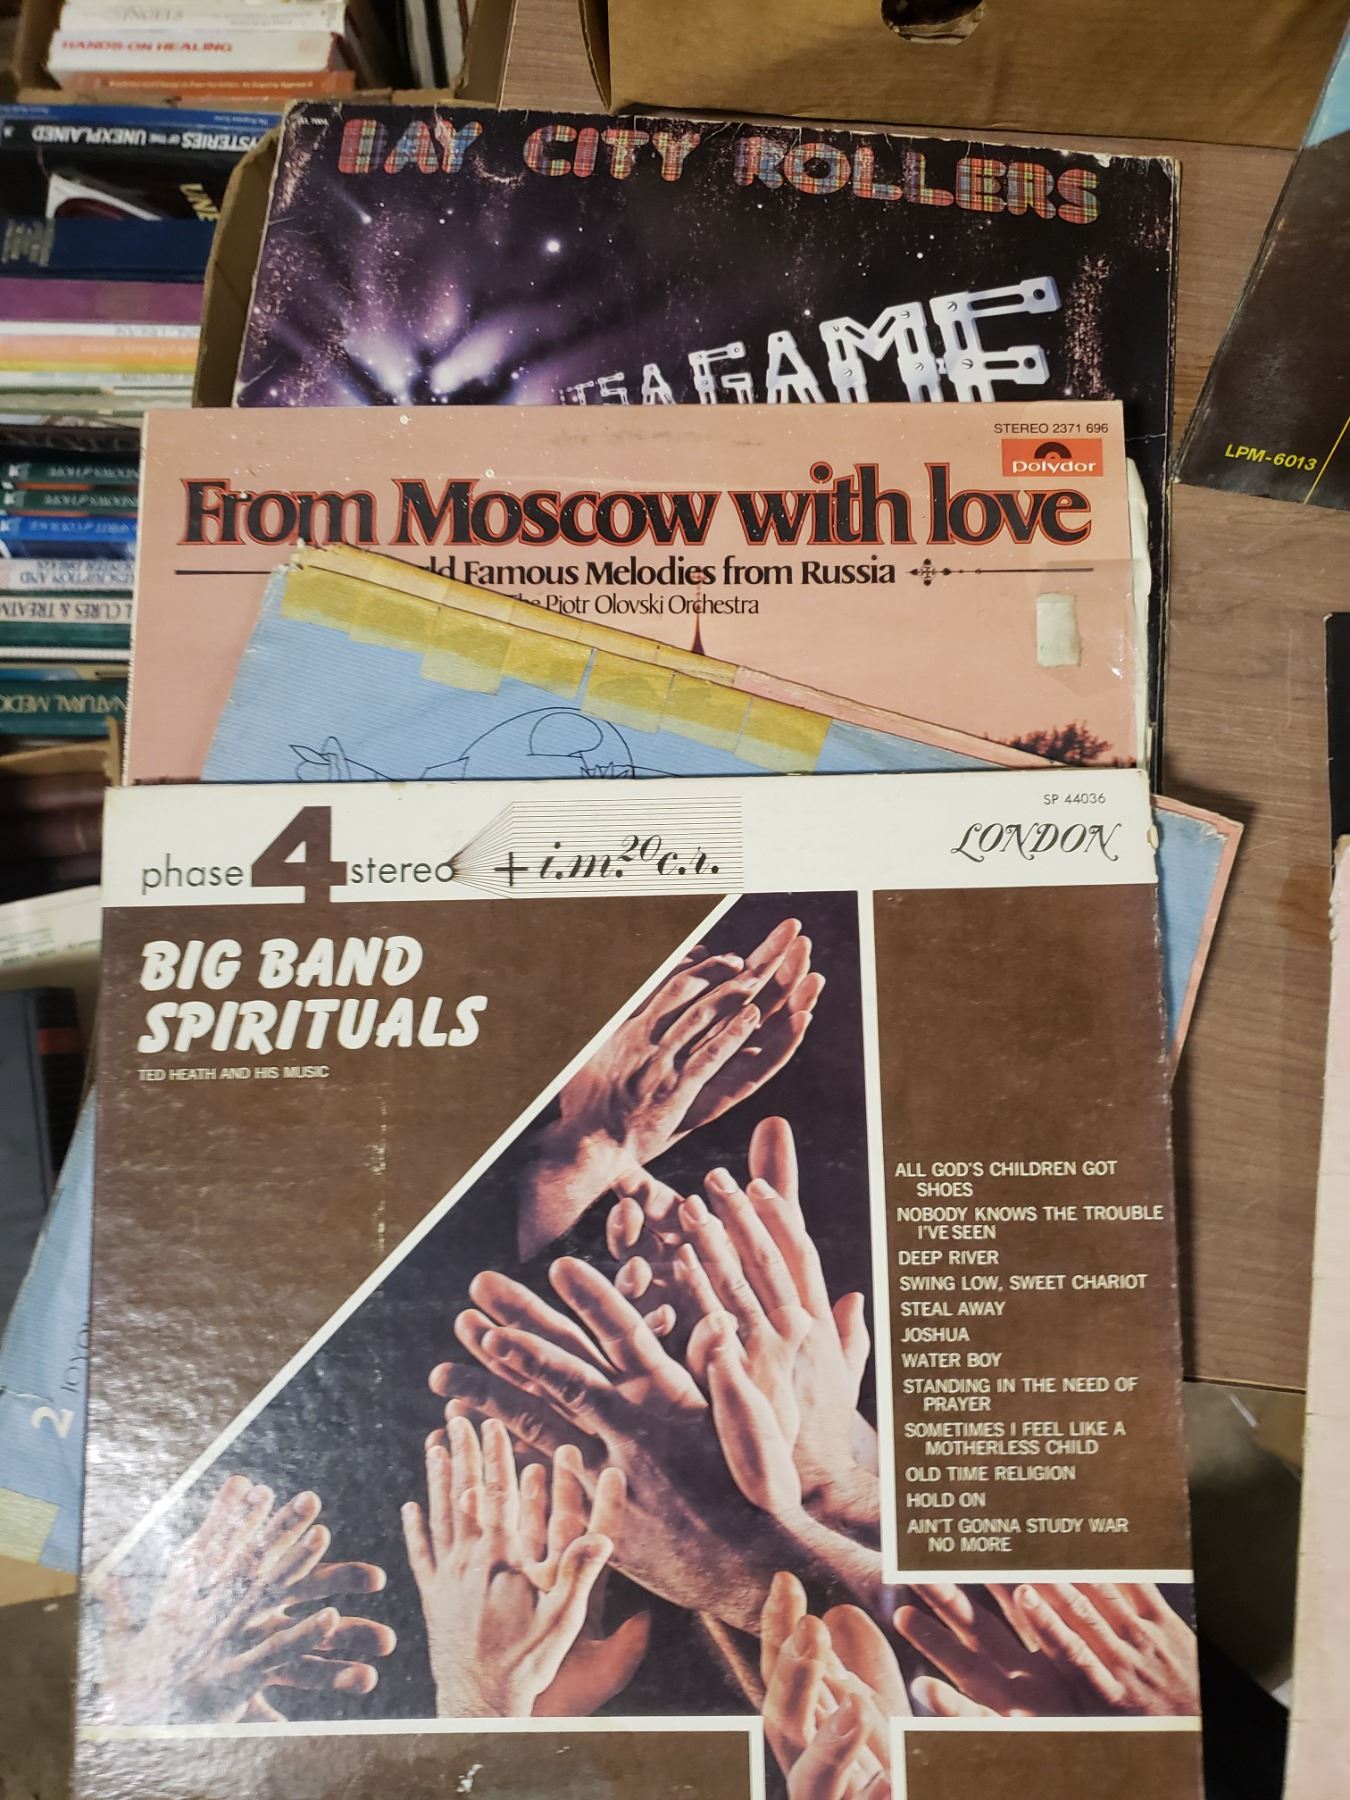 HANDS-ON HEALING
MYSTERIES OF THE UNEXPLAINED
BAY CITY ROLLERS
IT'S A GAME
LPM-6013
STEREO 2371 696
polydor
From Moscow with love
Famous Melodies from Russia
The Piotr Olovski Orchestra
NATURAL MEDIC
SP 44036
LONDON
phase 4 stereo + i.m. 20 c.r.
BIG BAND
SPIRITUALS
TED HEATH AND HIS MUSIC
ALL GOD'S CHILDREN GOT
SHOES
NOBODY KNOWS THE TROUBLE
I'VE SEEN
DEEP RIVER
SWING LOW, SWEET CHARIOT
STEAL AWAY
JOSHUA
WATER BOY
STANDING IN THE NEED OF
PRAYER
SOMETIMES I FEEL LIKE A
MOTHERLESS CHILD
OLD TIME RELIGION
HOLD ON
AIN'T GONNA STUDY WAR
NO MORE
2